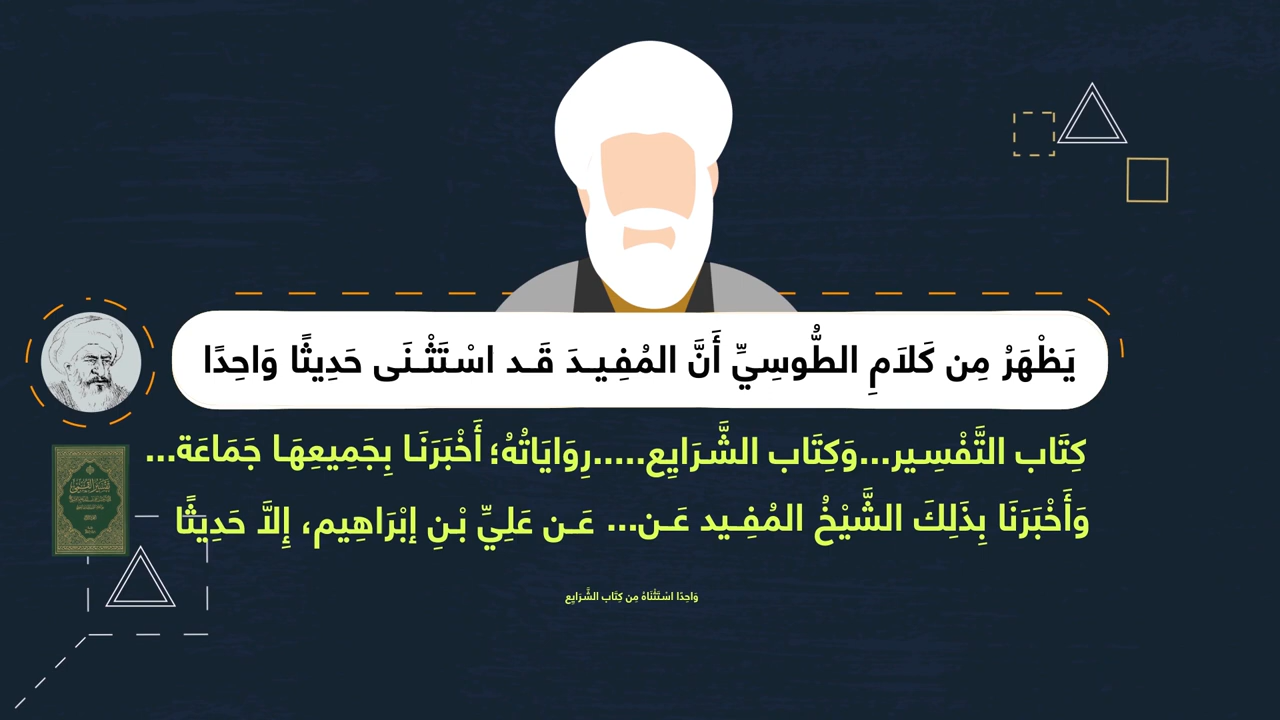 يَظْهَرُ مِن كَلاَمِ الطُّوسِيِّ أَنَّ المُفِيدَ قَد اسْتَثْنَى حَدِيثًا وَاحِدًا
كِتَاب التَّفْسِير...وَكِتَاب الشَّرَايِع.....رِوَايَاتُهُ؛ أَخْبَرَنَا بِجَمِيعِهَا جَمَاعَة...
وَأَخْبَرَنَا بِذَلِكَ الشَّيْخُ المُفِيد عَن... عَن عَلِيِّ بْنِ إبْرَاهِيم، إِلاَّ حَدِيثًا
وَاحِدًا اسْتَثْنَاهُ مِن كِتَاب الشَّرَايِع